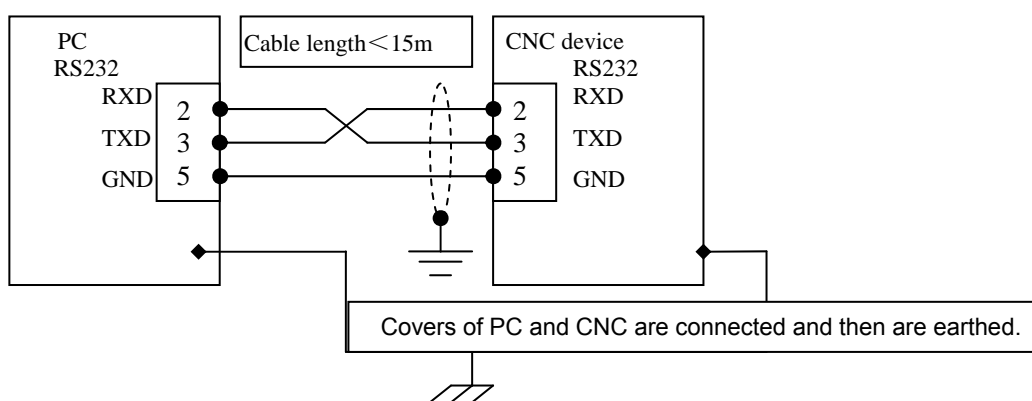 PC
RS232
RXD
TXD
GND
2
3
5
Cable length＜15m
CNC device
RS232
2
3
5
RXD
TXD
GND
Covers of PC and CNC are connected and then are earthed.